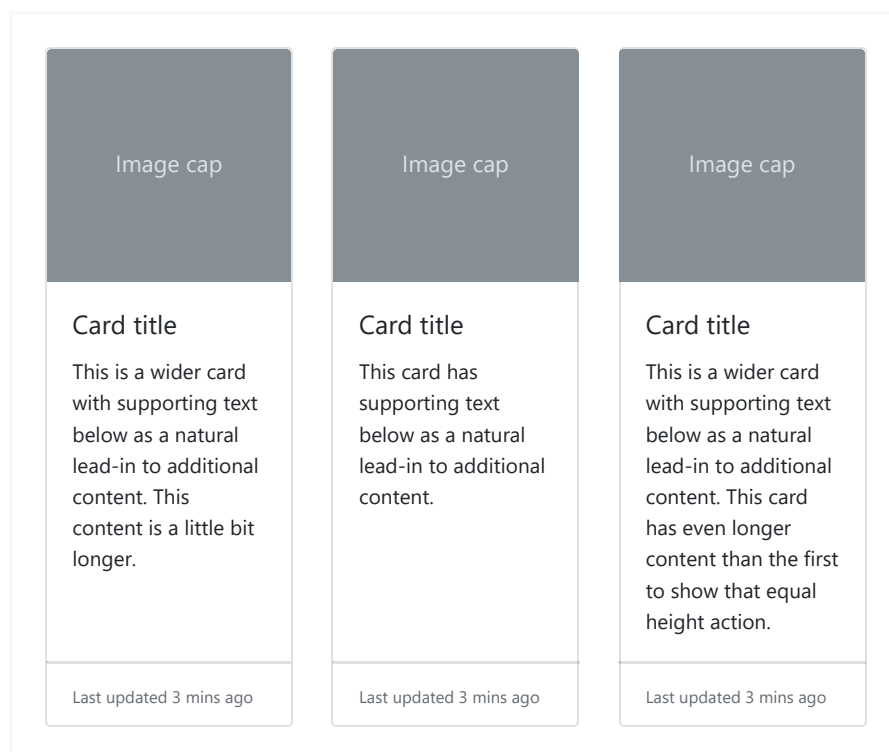 Image cap
Card title
This is a wider card
with supporting text
below as a natural
lead-in to additional
content. This
content is a little bit
longer.
Last updated 3 mins ago
Image cap
Card title
This card has
supporting text
below as a natural
lead-in to additional
content.
Last updated 3 mins ago
Image cap
Card title
This is a wider card
with supporting text
below as a natural
lead-in to additional
content. This card
has even longer
content than the first
to show that equal
height action.
Last updated 3 mins ago